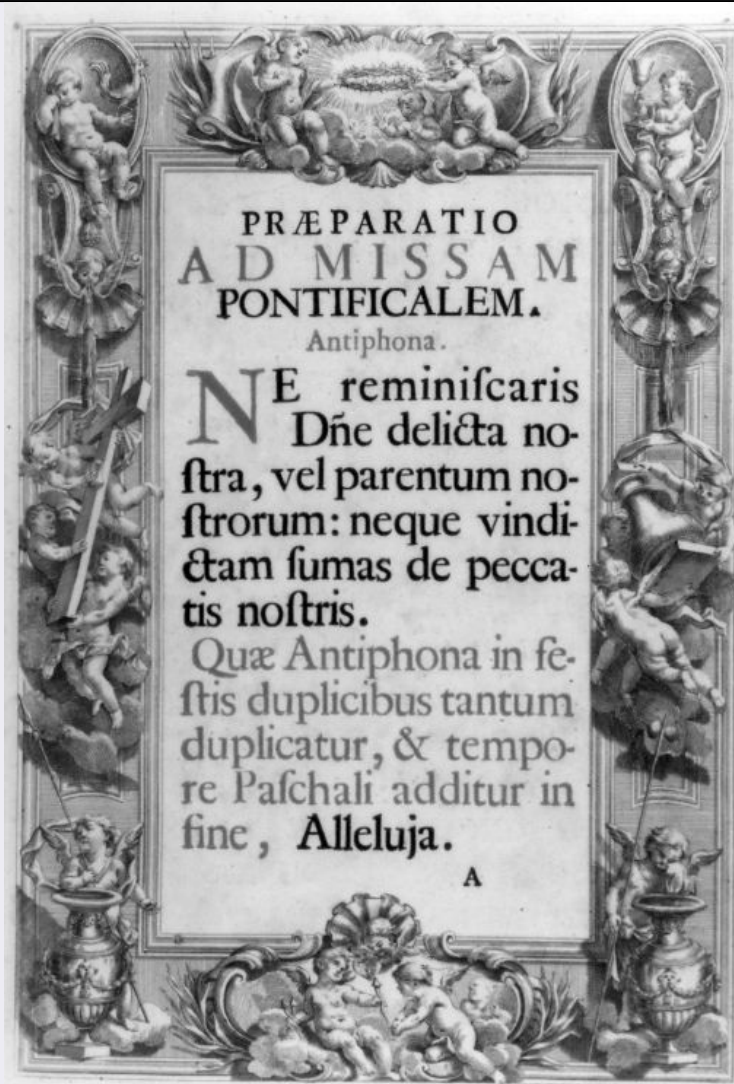 PRÆPARATIO
AD MISSAM
PONTIFICALEM.
Antiphona.
NE reminiſcaris
Dñe delicta no-
ſtra, vel parentum no-
ſtrorum: neque vindi-
ctam ſumas de pecca-
tis noſtris.
Quæ Antiphona in fe-
ſtis duplicibus tantum
duplicatur, & tempo-
re Paſchali additur in
fine, Alleluja.
A